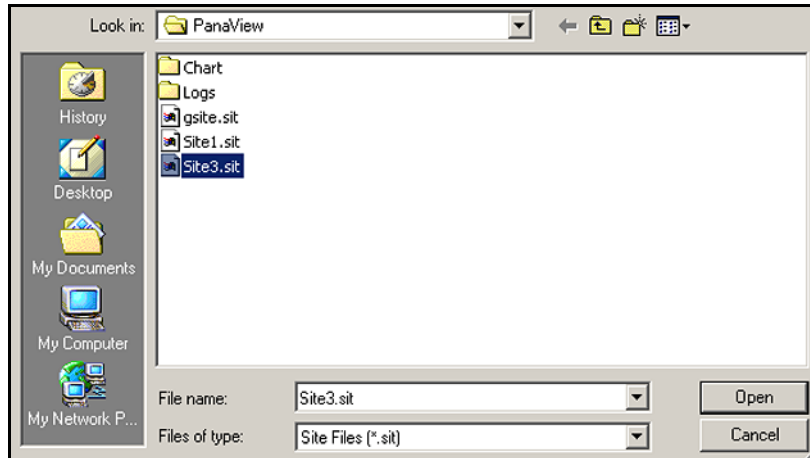 Look in: PanaView
History
Desktop
My Documents
My Computer
My Network P...
Chart
Logs
gsite.sit
Site1.sit
Site3.sit
File name: Site3.sit Open
Files of type: Site Files (*.sit) Cancel